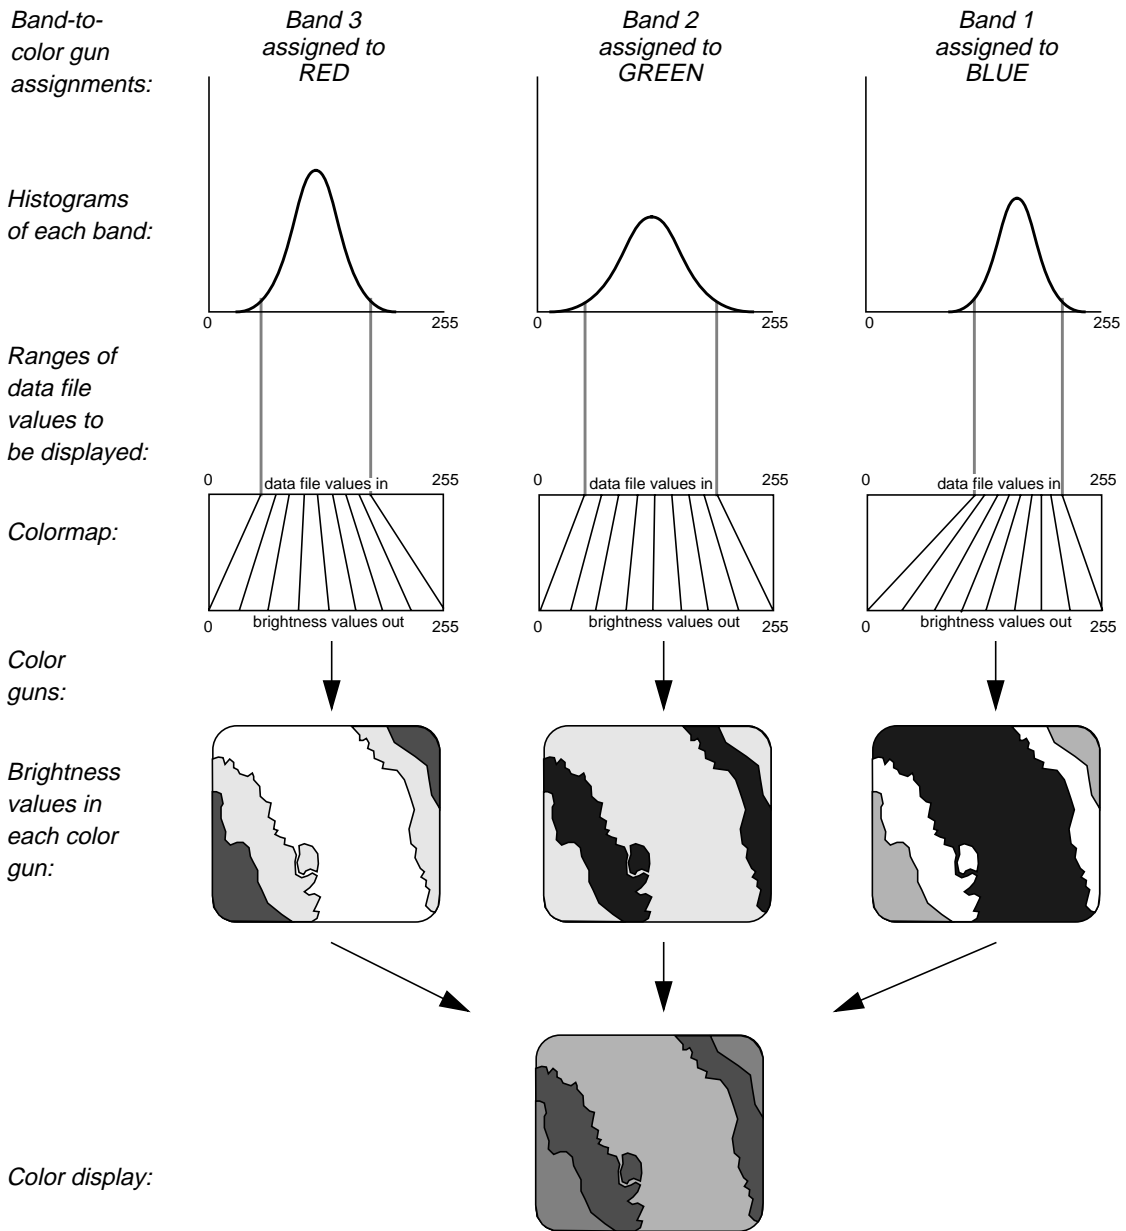 Band-to-
color gun
assignments:
Band 3
assigned to
RED
Band 2
assigned to
GREEN
Band 1
assigned to
BLUE
Histograms
of each band:
0 255
0 255
0 255
Ranges of
data file
values to
be displayed:
0 data file values in 255
0 data file values in 255
0 data file values in 255
Colormap:
0 brightness values out 255
0 brightness values out 255
0 brightness values out 255
Color
guns:
Brightness
values in
each color
gun:
Color display: